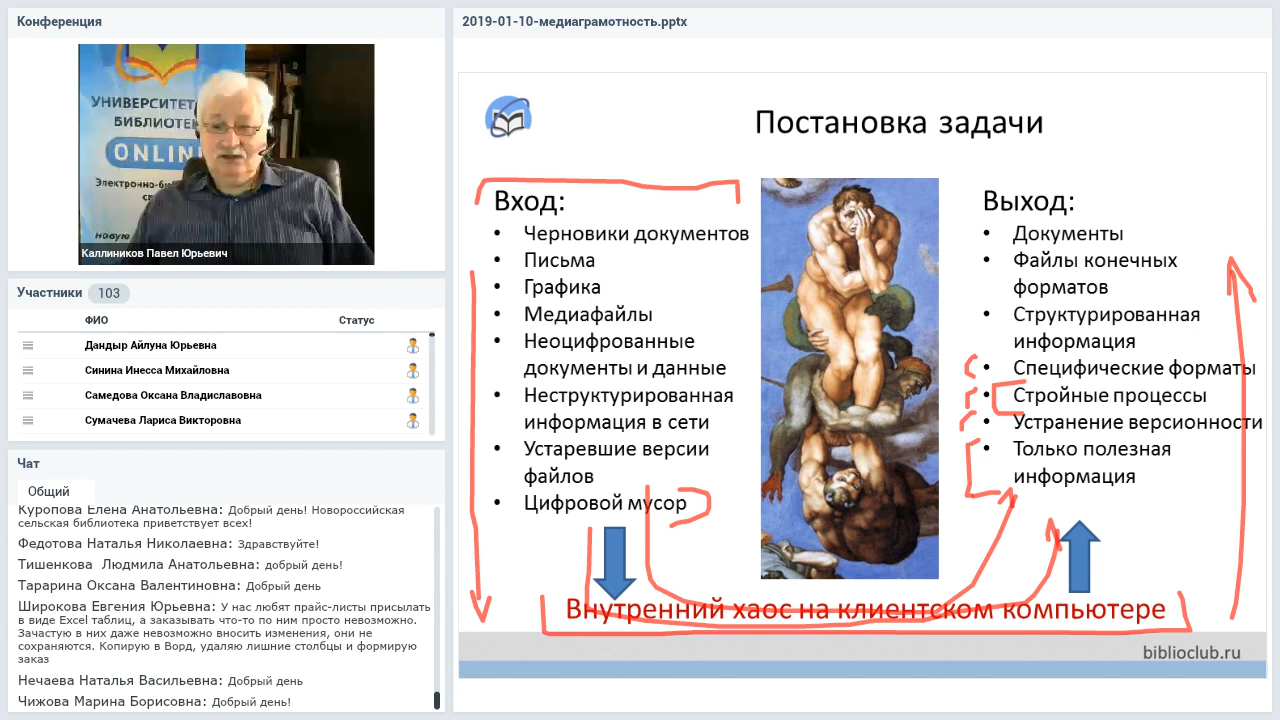 Конференция
УНИВЕРСИТЕТ
БИБЛИОТЕ
ONLIN
Электронно-би
новую
Каллиников Павел Юрьевич
Участники 103
ФИО Статус
Дандыр Айлуна Юрьевна
Синина Инесса Михайловна
Самедова Оксана Владиславовна
Сумачева Лариса Викторовна
Чат
Общий
Куропова Елена Анатольевна: Добрый день! Новороссийская
сельская библиотека приветствует всех!
Федотова Наталья Николаевна: Здравствуйте!
Тишенкова Людмила Анатольевна: добрый день!
Тарарина Оксана Валентиновна: Добрый день
Широкова Евгения Юрьевна: У нас любят прайс-листы присылать
в виде Excel таблиц, а заказывать что-то по ним просто невозможно.
Зачастую в них даже невозможно вносить изменения, они не
сохраняются. Копирую в Ворд, удаляю лишние столбцы и формирую
заказ
Нечаева Наталья Васильевна: Добрый день
Чижова Марина Борисовна: Добрый день!
2019-01-10-медиаграмотность.pptx
Постановка задачи
Вход:
• Черновики документов
• Письма
• Графика
• Медиафайлы
• Неоцифрованные
документы и данные
• Неструктурированная
информация в сети
• Устаревшие версии
файлов
• Цифровой мусор
Выход:
• Документы
• Файлы конечных
форматов
• Структурированная
информация
• Специфические форматы
• Стройные процессы
• Устранение версионности
• Только полезная
информация
Внутренний хаос на клиентском компьютере
biblioclub.ru